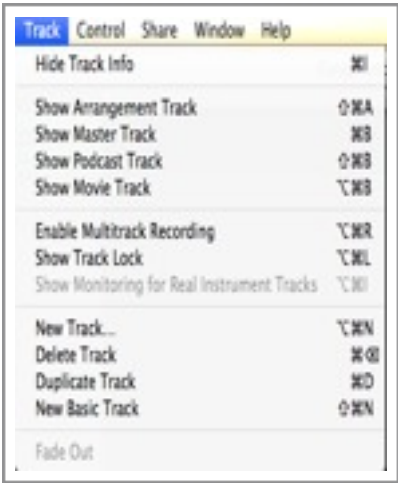 Track Control Share Window Help
Hide Track Info ⌘I
Show Arrangement Track ⇧⌘A
Show Master Track ⌘B
Show Podcast Track ⇧⌘B
Show Movie Track ⌥⌘B
Enable Multitrack Recording ⌥⌘R
Show Track Lock ⌥⌘L
Show Monitoring for Real Instrument Tracks ⌥⌘I
New Track... ⌥⌘N
Delete Track ⌘⌫
Duplicate Track ⌘D
New Basic Track ⇧⌘N
Fade Out